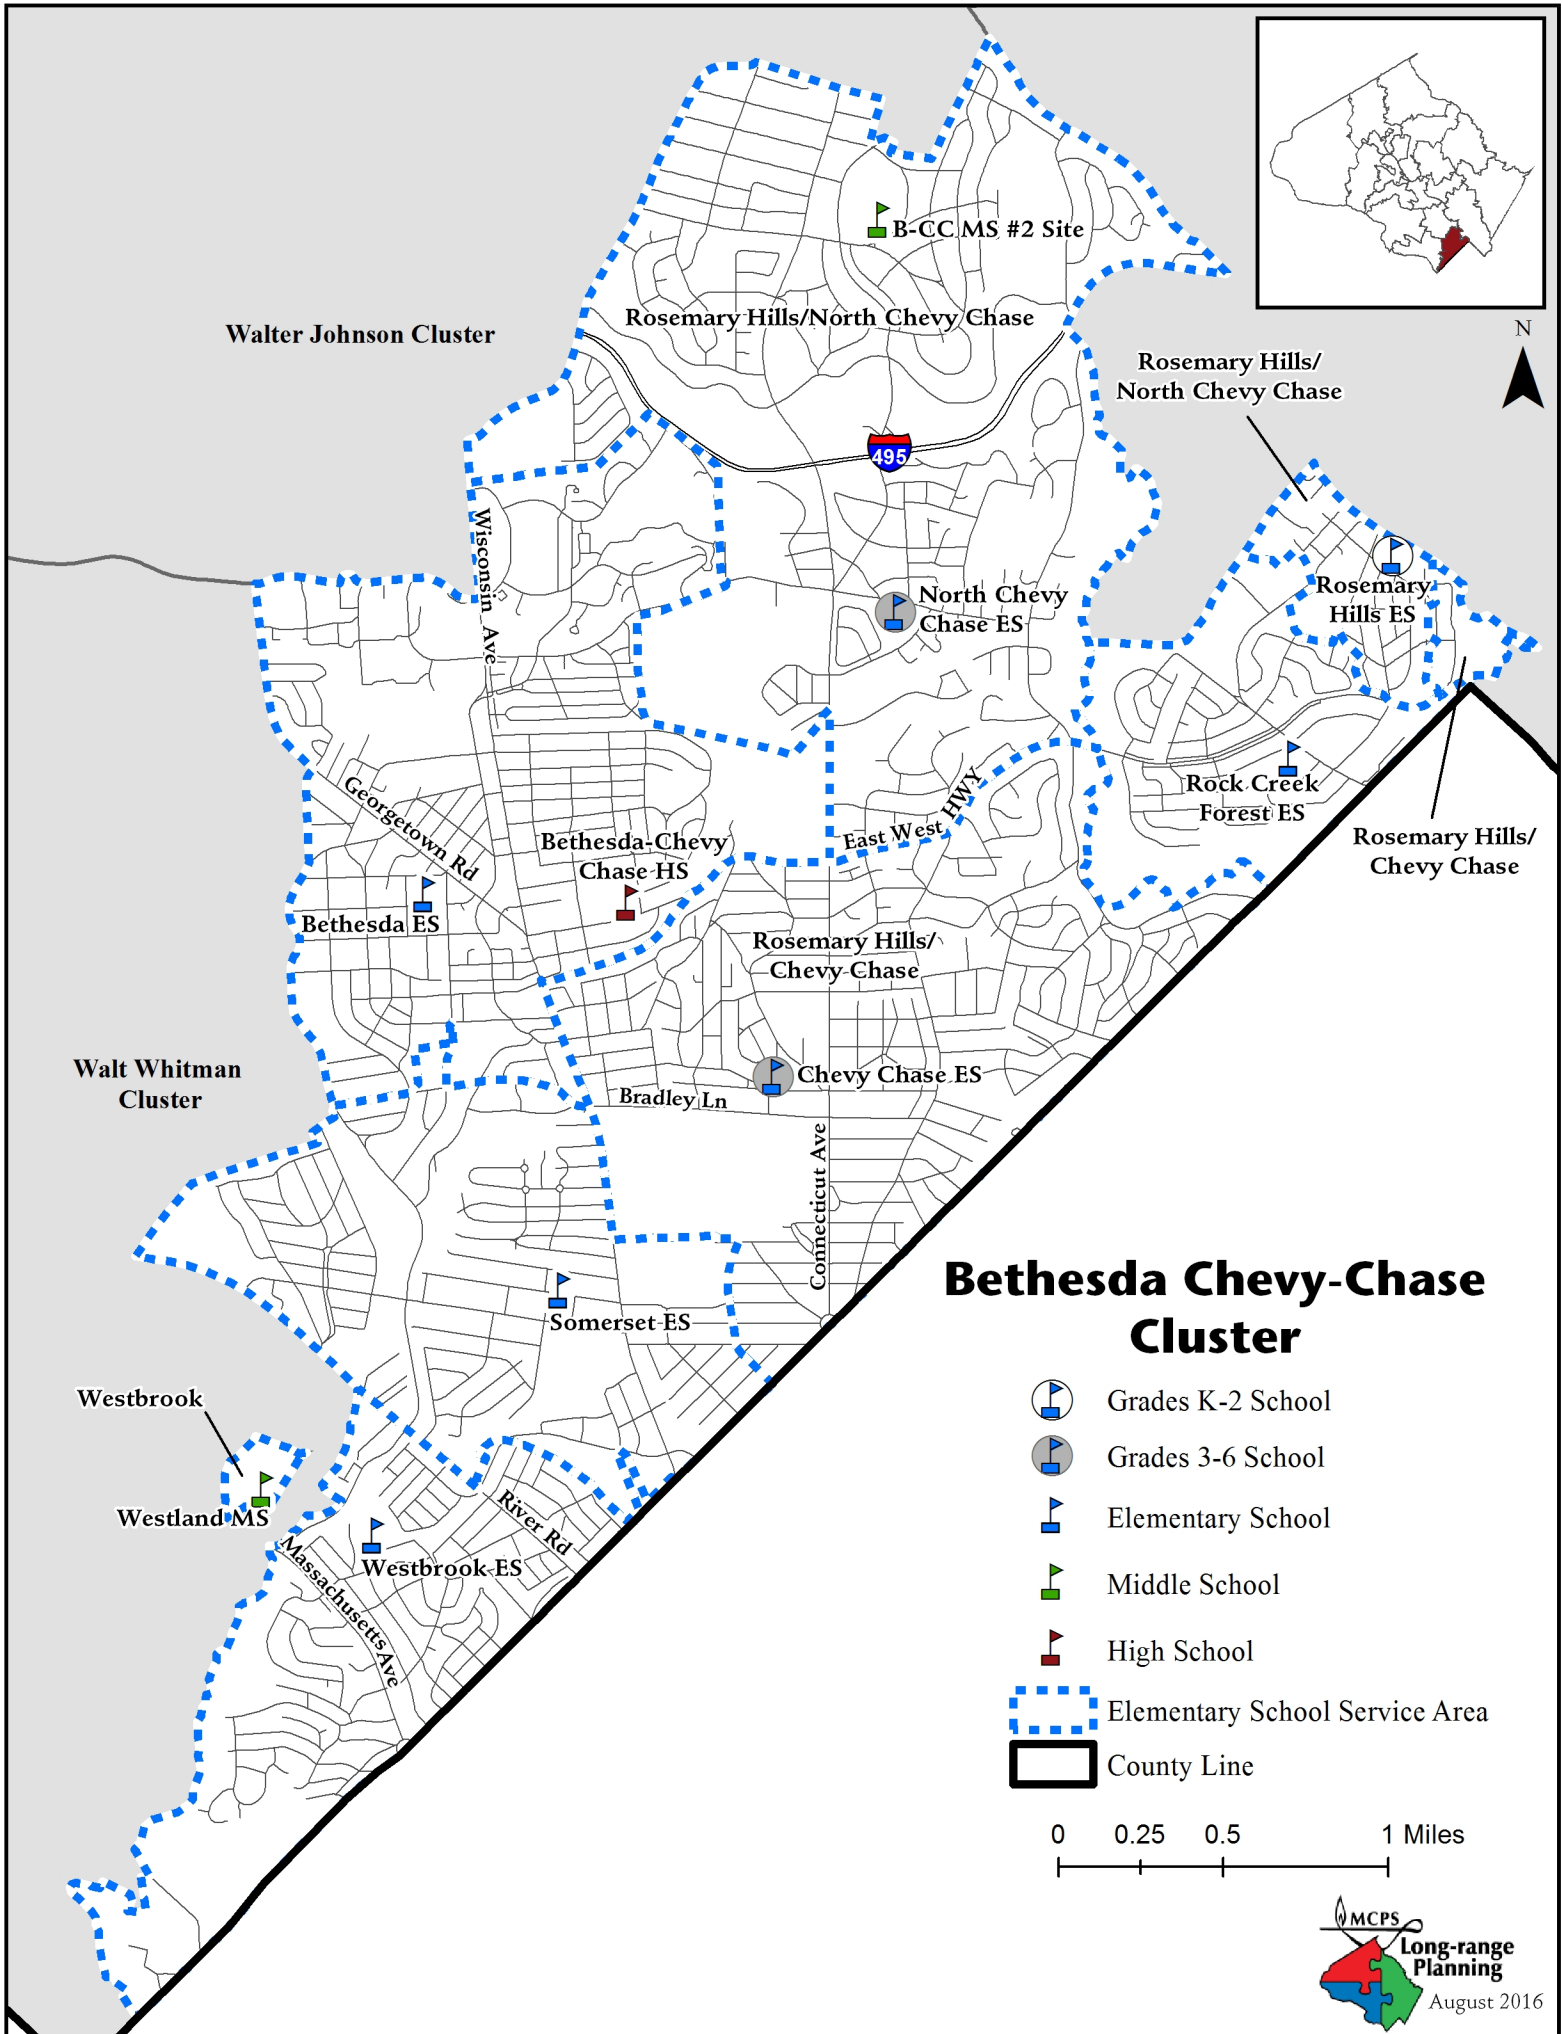 B-CC MS #2 Site
Rosemary Hills/North Chevy Chase
Walter Johnson Cluster
N
Rosemary Hills/
North Chevy Chase
495
Wisconsin Ave
Rosemary
Hills ES
North Chevy
Chase ES
Rock Creek
Forest ES
Georgetown Rd
East West HWY
Bethesda-Chevy
Chase HS
Rosemary Hills/
Chevy Chase
Bethesda ES
Rosemary Hills/
Chevy Chase
Walt Whitman
Cluster
Chevy Chase ES
Bradley Ln
Connecticut Ave
Somerset ES
Westbrook
Westland MS
River Rd
Westbrook ES
Massachusetts Ave
Bethesda Chevy-Chase
Cluster
Grades K-2 School
Grades 3-6 School
Elementary School
Middle School
High School
Elementary School Service Area
County Line
0 0.25 0.5 1 Miles
MCPS
Long-range
Planning
August 2016